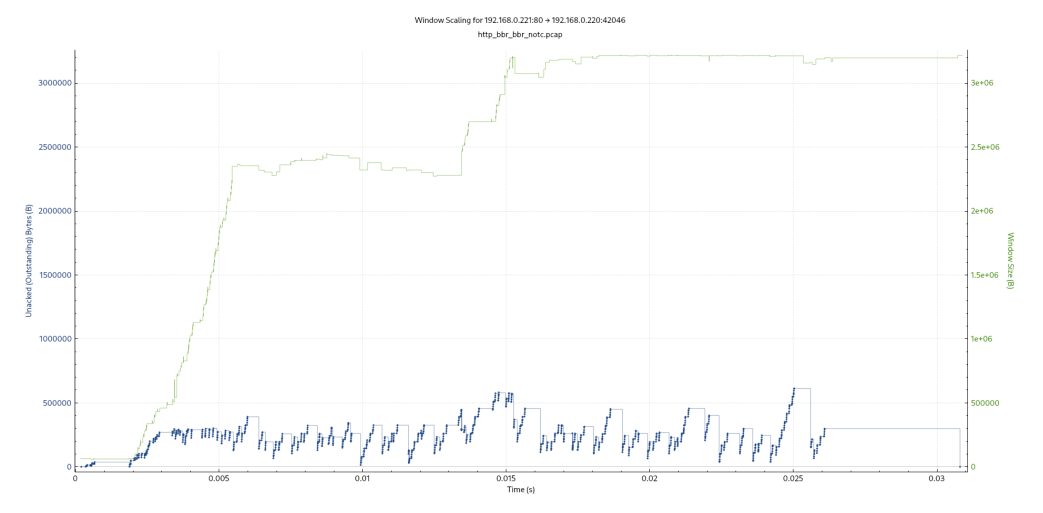 Window Scaling for 192.168.0.221:80 → 192.168.0.220:42046
http_bbr_bbr_notc.pcap
3000000
2500000
2000000
1500000
1000000
500000
0
Unacked (Outstanding) Bytes (B)
3e+06
2.5e+06
2e+06
1.5e+06
1e+06
500000
0
Window Size (B)
0 0.005 0.01 0.015 0.02 0.025 0.03
Time (s)